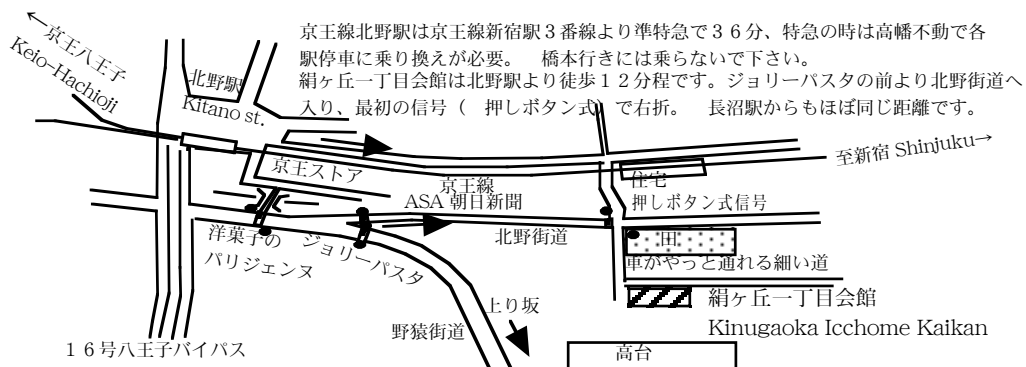 京王線北野駅は京王線新宿駅３番線より準特急で３６分、特急の時は高幡不動で各
駅停車に乗り換えが必要。　橋本行きには乗らないで下さい。
絹ヶ丘一丁目会館は北野駅より徒歩１２分程です。ジョリーパスタの前より北野街道へ
入り、最初の信号（　押しボタン式）で右折。　長沼駅からもほぼ同じ距離です。
←京王八王子
Keio-Hachioji
北野駅
Kitano st.
至新宿 Shinjuku→
京王ストア
京王線
住宅
ASA 朝日新聞
押しボタン式信号
北野街道
田
洋菓子の
パリジェンヌ
ジョリーパスタ
車がやっと通れる細い道
絹ヶ丘一丁目会館
上り坂
野猿街道
Kinugaoka Icchome Kaikan
１６号八王子バイパス
高台